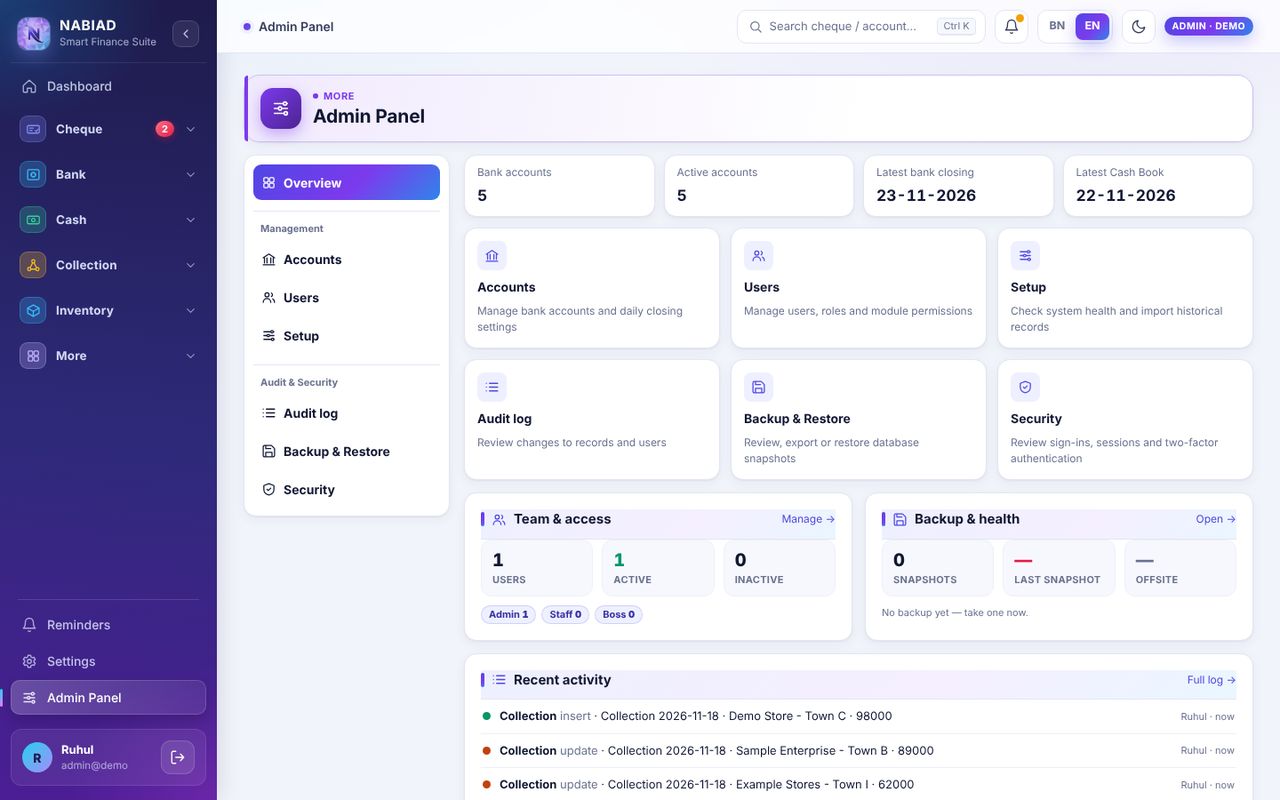 NABIAD
Smart Finance Suite
Dashboard
Cheque 2
Bank
Cash
Collection
Inventory
More
Reminders
Settings
Admin Panel
R
Ruhul
admin@demo
Admin Panel
Search cheque / account...
Ctrl K
BN
EN
ADMIN · DEMO
MORE
Admin Panel
Overview
Management
Accounts
Users
Setup
Audit & Security
Audit log
Backup & Restore
Security
Bank accounts
5
Active accounts
5
Latest bank closing
23-11-2026
Latest Cash Book
22-11-2026
Accounts
Manage bank accounts and daily closing
settings
Users
Manage users, roles and module permissions
Setup
Check system health and import historical
records
Audit log
Review changes to records and users
Backup & Restore
Review, export or restore database
snapshots
Security
Review sign-ins, sessions and two-factor
authentication
Team & access
Manage →
1
USERS
1
ACTIVE
0
INACTIVE
Admin 1
Staff 0
Boss 0
Backup & health
Open →
0
SNAPSHOTS
—
LAST SNAPSHOT
—
OFFSITE
No backup yet — take one now.
Recent activity
Full log →
Collection insert · Collection 2026-11-18 · Demo Store - Town C · 98000
Ruhul · now
Collection update · Collection 2026-11-18 · Sample Enterprise - Town B · 89000
Ruhul · now
Collection update · Collection 2026-11-18 · Example Stores - Town I · 62000
Ruhul · now